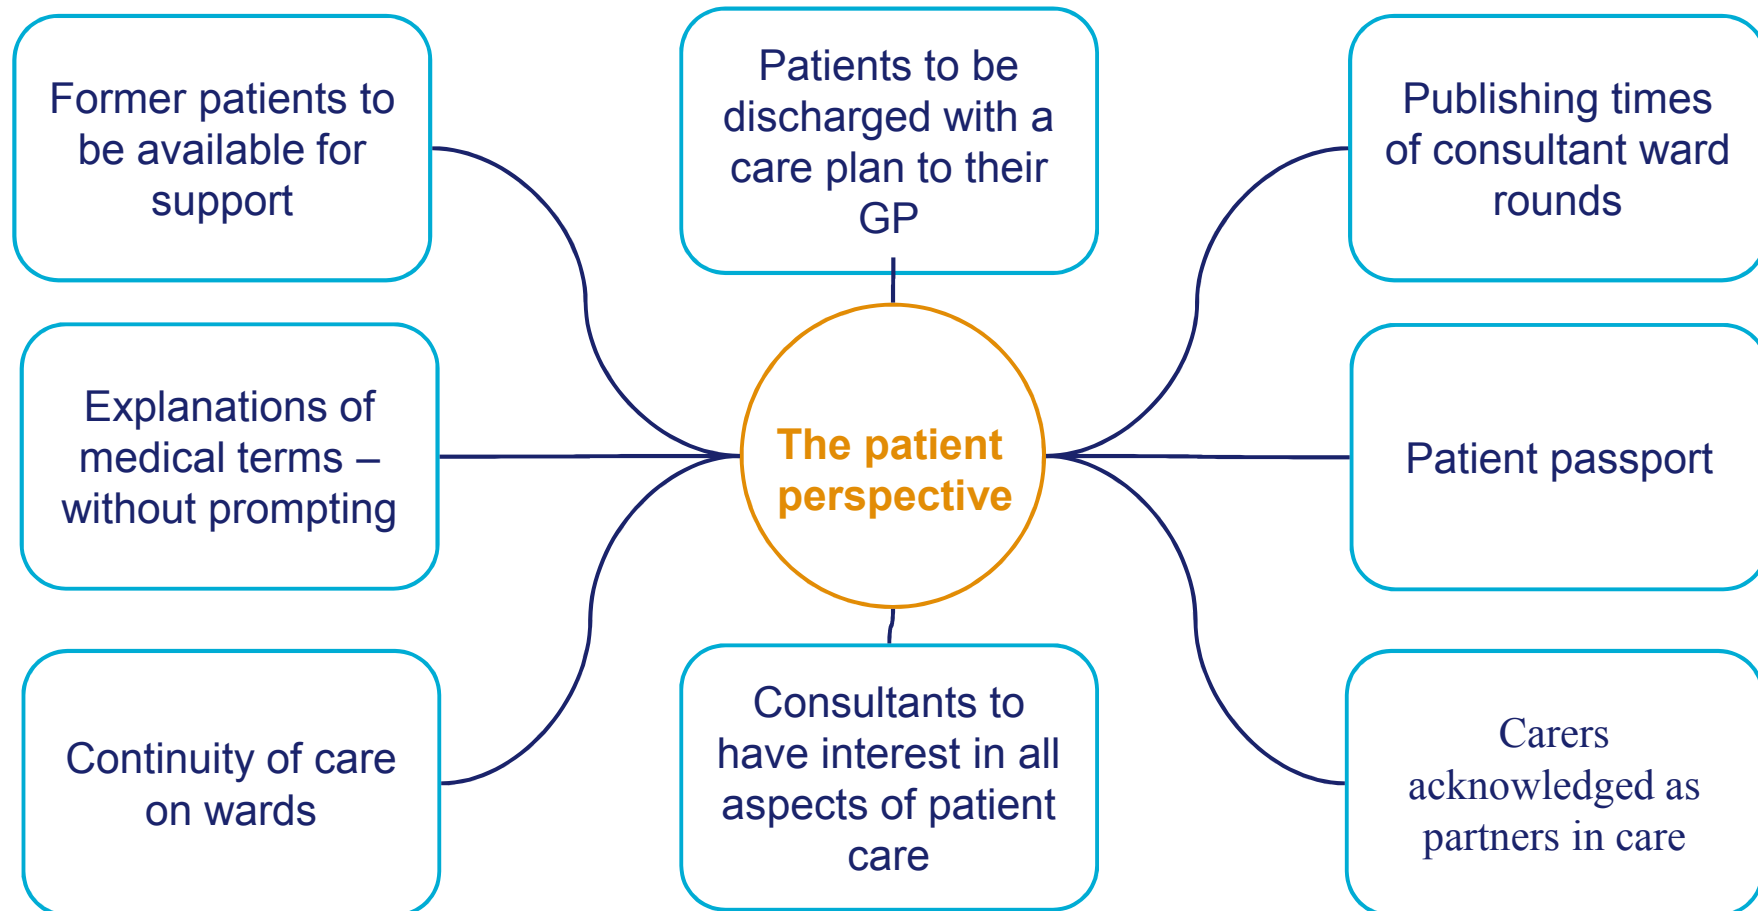 Former patients to
be available for
support
Patients to be
discharged with a
care plan to their
GP
Publishing times
of consultant ward
rounds
Explanations of
medical terms –
without prompting
The patient
perspective
Patient passport
Continuity of care
on wards
Consultants to
have interest in all
aspects of patient
care
Carers
acknowledged as
partners in care